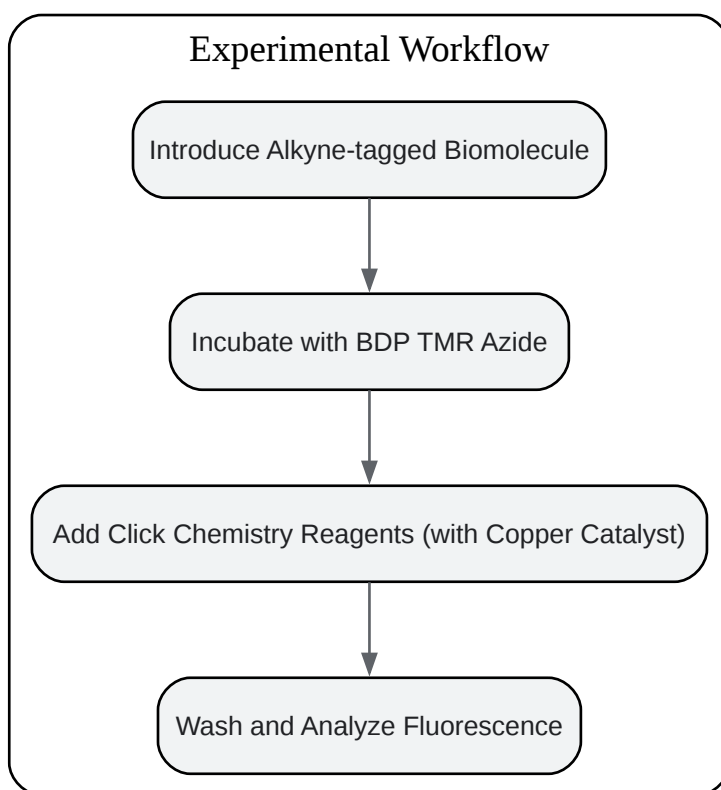 Experimental Workflow
Introduce Alkyne-tagged Biomolecule
Incubate with BDP TMR Azide
Add Click Chemistry Reagents (with Copper Catalyst)
Wash and Analyze Fluorescence